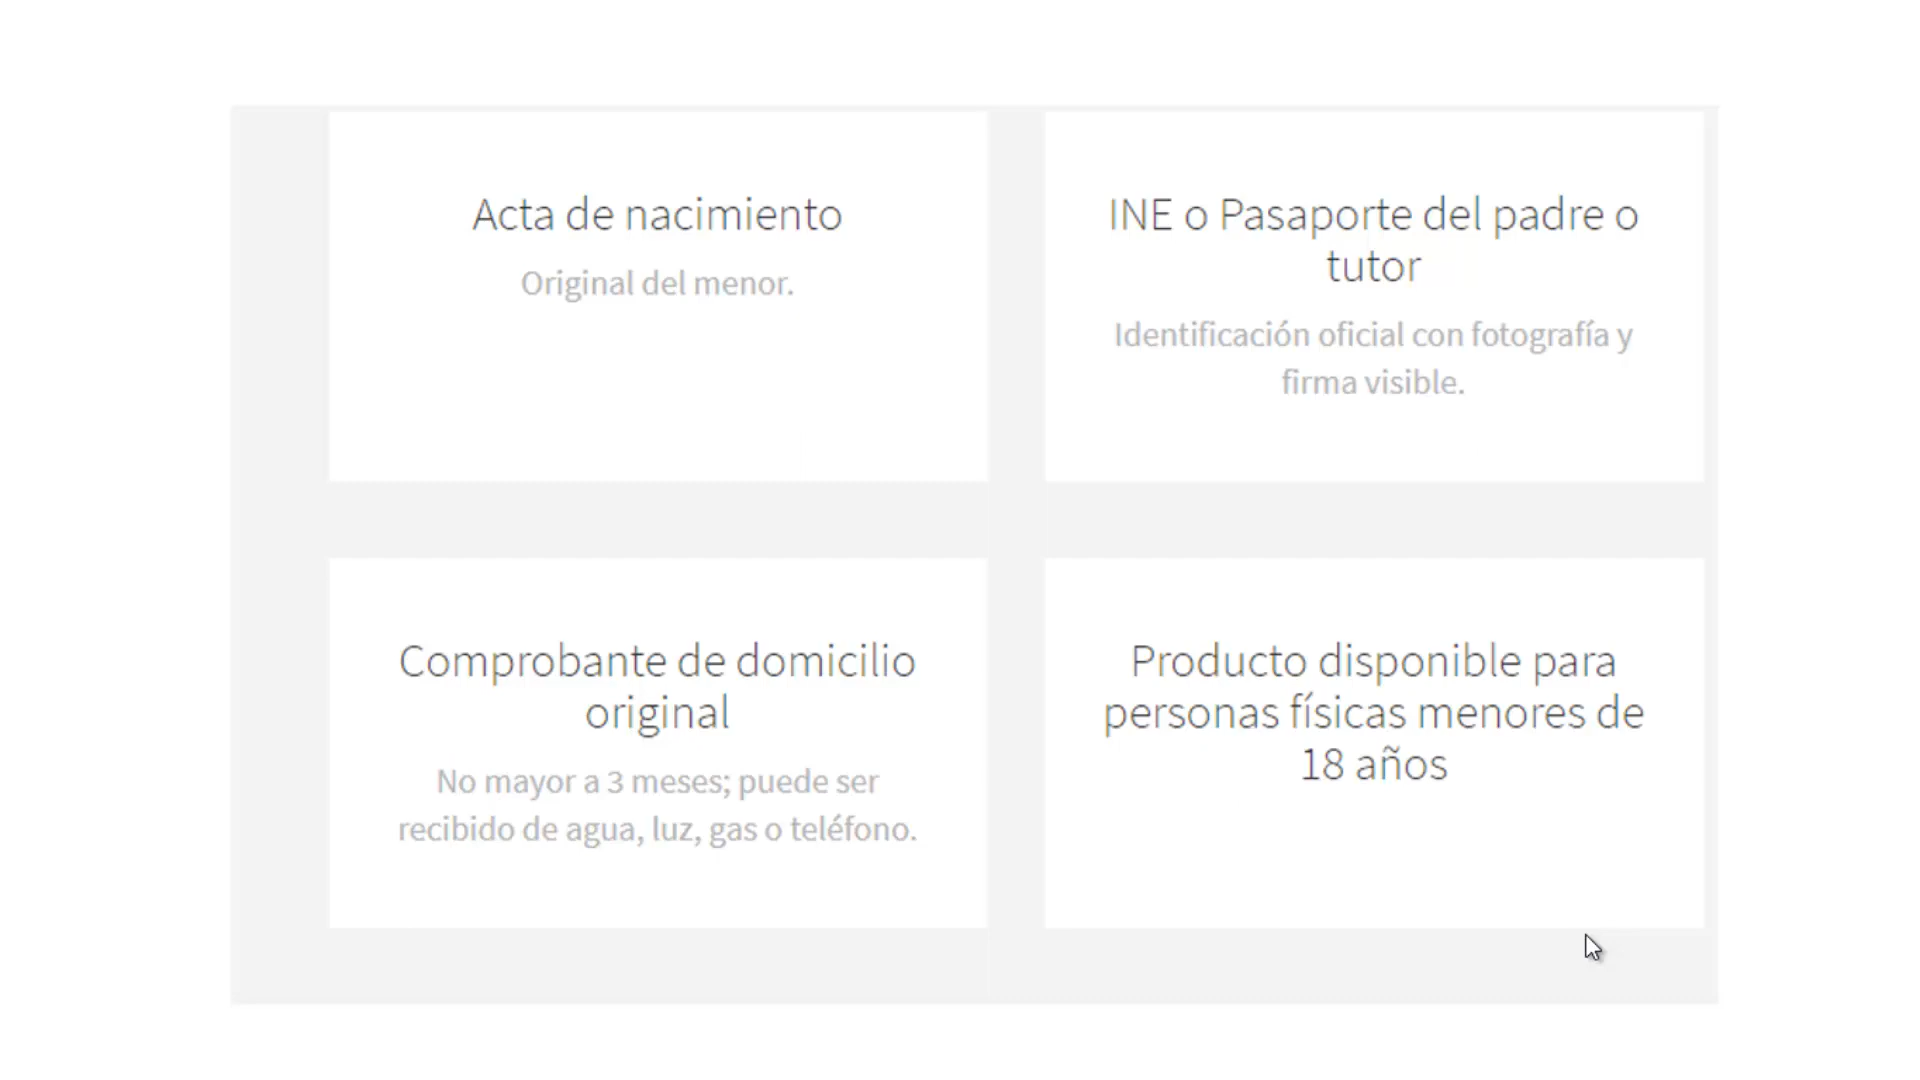 Acta de nacimiento
Original del menor.
INE o Pasaporte del padre o
tutor
Identificación oficial con fotografía y
firma visible.
Comprobante de domicilio
original
No mayor a 3 meses; puede ser
recibido de agua, luz, gas o teléfono.
Producto disponible para
personas físicas menores de
18 años